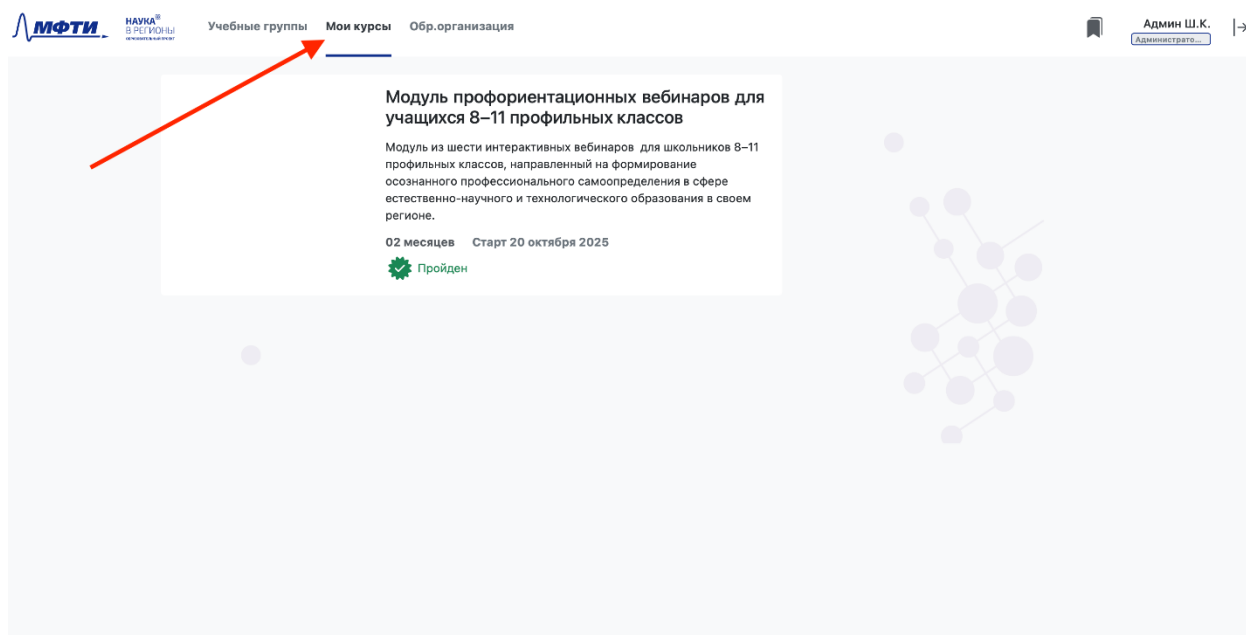 МФТИ
НАУКА®
В РЕГИОНЫ
Учебные группы Мои курсы Обр.организация
Админ Ш.К.
Администрато...
Модуль профориентационных вебинаров для
учащихся 8–11 профильных классов
Модуль из шести интерактивных вебинаров для школьников 8–11
профильных классов, направленный на формирование
осознанного профессионального самоопределения в сфере
естественно-научного и технологического образования в своем
регионе.
02 месяцев Старт 20 октября 2025
Пройден